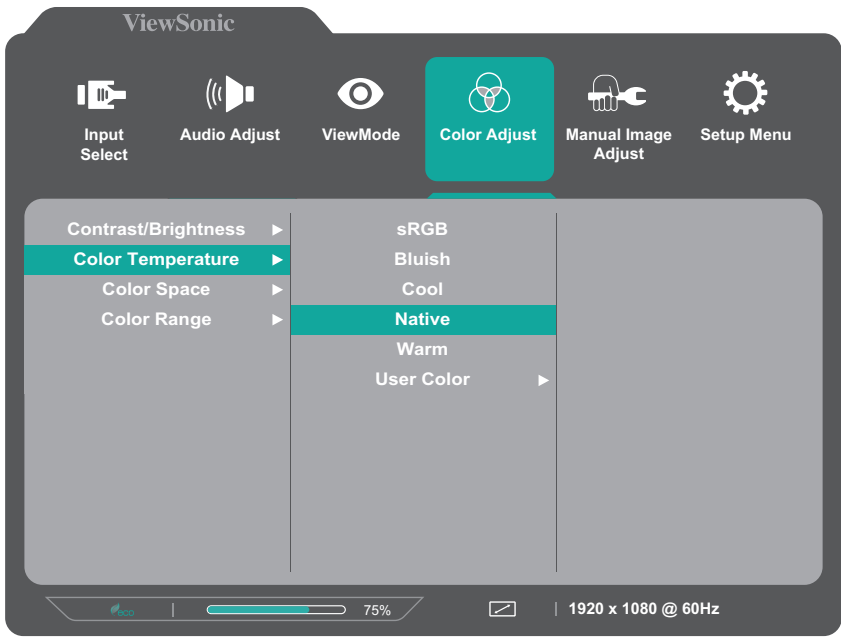 ViewSonic
Input
Select
Audio Adjust
ViewMode
Color Adjust
Manual Image
Adjust
Setup Menu
Contrast/Brightness
Color Temperature
Color Space
Color Range
sRGB
Bluish
Cool
Native
Warm
User Color
eco
75%
1920 x 1080 @ 60Hz